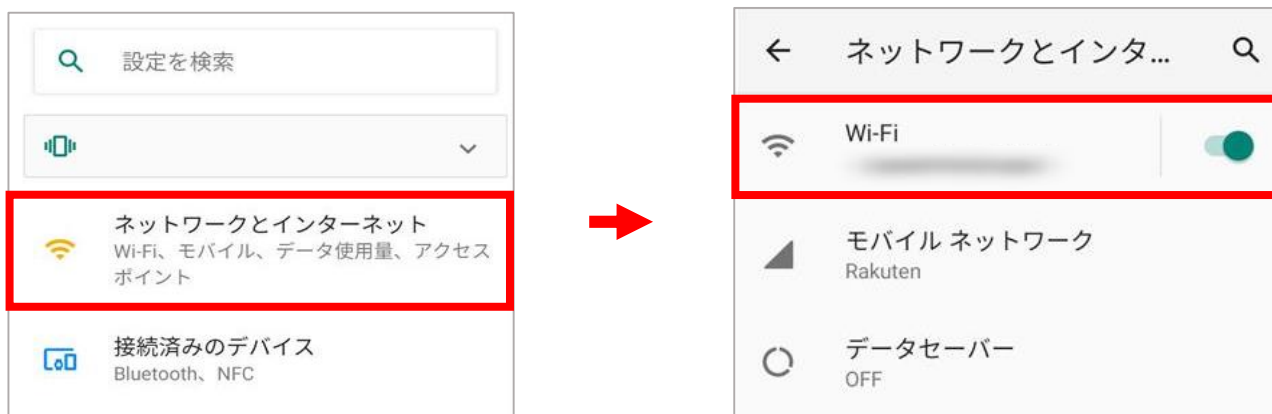 設定を検索
ネットワークとインターネット
Wi-Fi、モバイル、データ使用量、アクセス
ポイント
接続済みのデバイス
Bluetooth、NFC
ネットワークとインタ...
Wi-Fi
モバイル ネットワーク
Rakuten
データセーバー
OFF